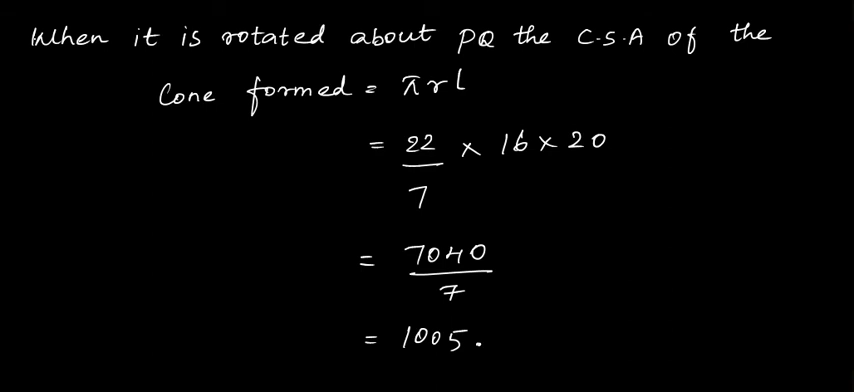 When it is rotated about PQ the C.S.A of the
Cone formed = πrl
= 22/7 × 16 × 20
= 7040/7
= 1005.